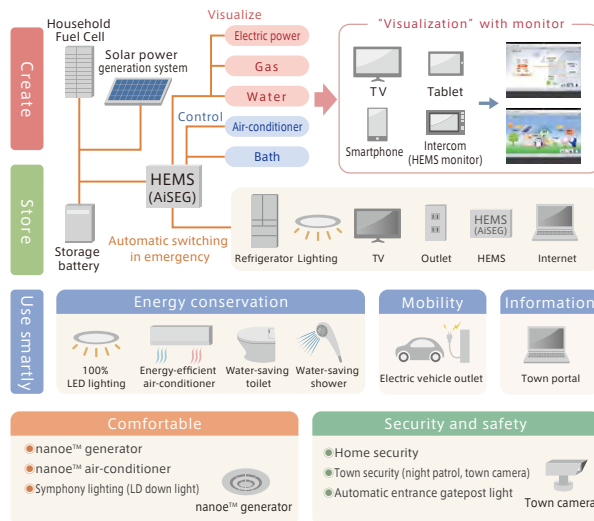 Create
Household
Fuel Cell
Solar power
generation system
Visualize
Electric power
Gas
Water
Control
Air-conditioner
Bath
"Visualization" with monitor
TV
Tablet
Smartphone
Intercom
(HEMS monitor)
Store
HEMS
(AiSEG)
Storage
battery
Automatic switching
in emergency
Refrigerator
Lighting
TV
Outlet
HEMS
(AiSEG)
HEMS
Internet
Use smartly
Energy conservation
100%
LED lighting
Energy-efficient
air-conditioner
Water-saving
toilet
Water-saving
shower
Mobility
Electric vehicle outlet
Information
Town portal
Comfortable
nanoe™ generator
nanoe™ air-conditioner
Symphony lighting (LD down light)
nanoe™ generator
Security and safety
Home security
Town security (night patrol, town camera)
Automatic entrance gatepost light
Town camera